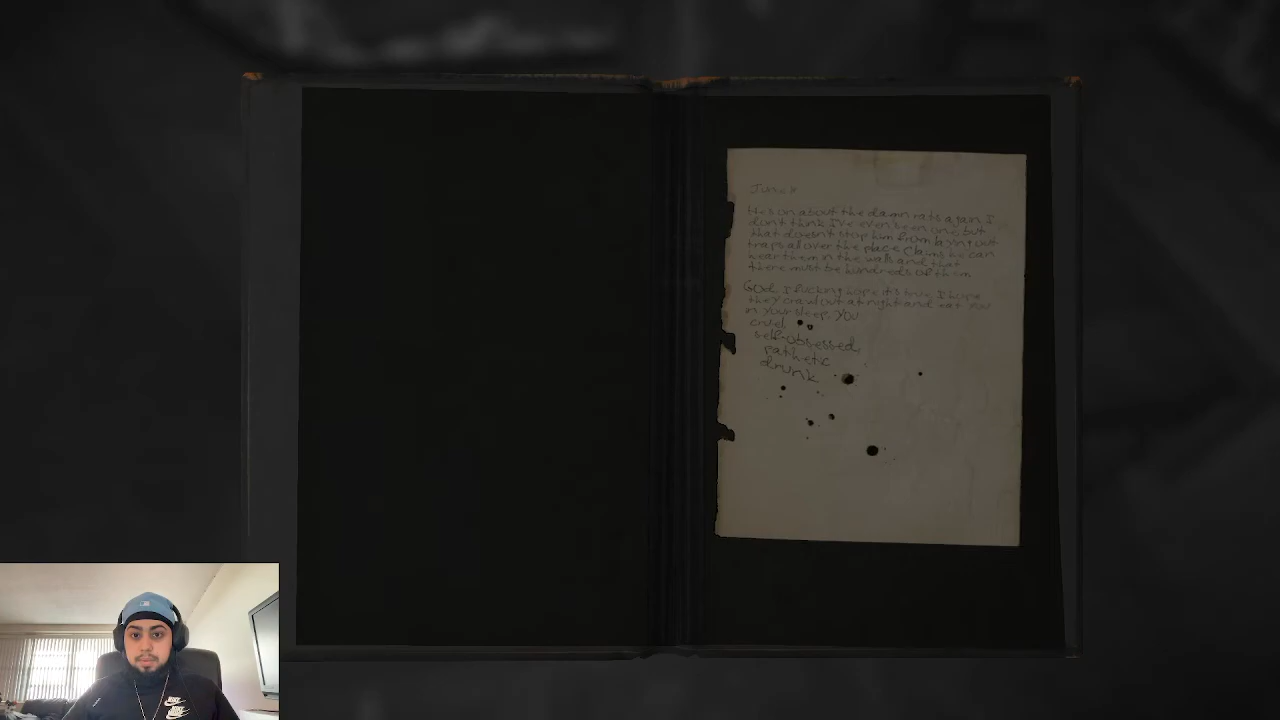 He's on about the damn rats again. I
don't think I've even seen one, but
that doesn't stop him from laying out
traps all over the place. Claims he can
hear them in the walls and that
there must be hundreds of them.
God, I fucking hope it's true. I hope
they crawl out at night and eat you
in your sleep. You
cruel,
self-obsessed,
pathetic
drunk